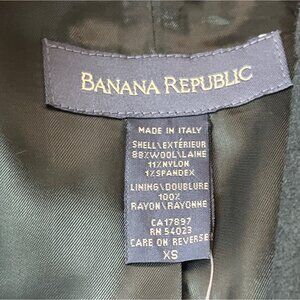 BANANA REPUBLIC
MADE IN ITALY
SHELL\EXTÉRIEUR
88%WOOL\LAINE
11%NYLON
1%SPANDEX
LINING\DOUBLURE
100%
RAYON\RAYONNE
CA17897
RN 54023
CARE ON REVERSE
XS